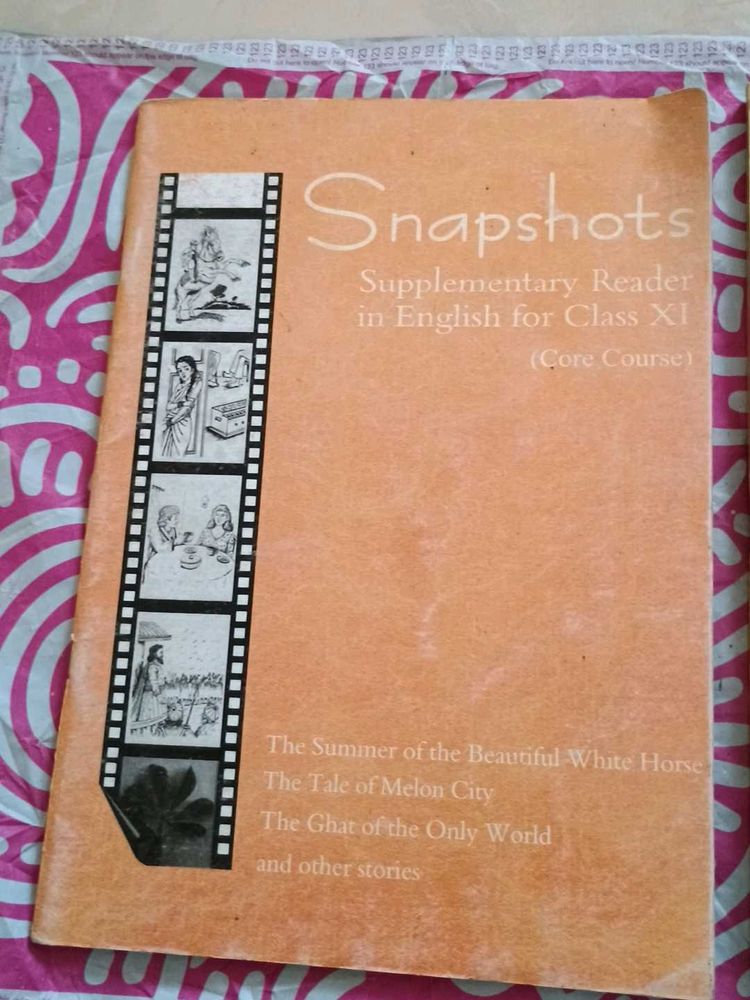 Snapshots
Supplementary Reader
in English for Class XI
(Core Course)
The Summer of the Beautiful White Horse
The Tale of Melon City
The Ghat of the Only World
and other stories